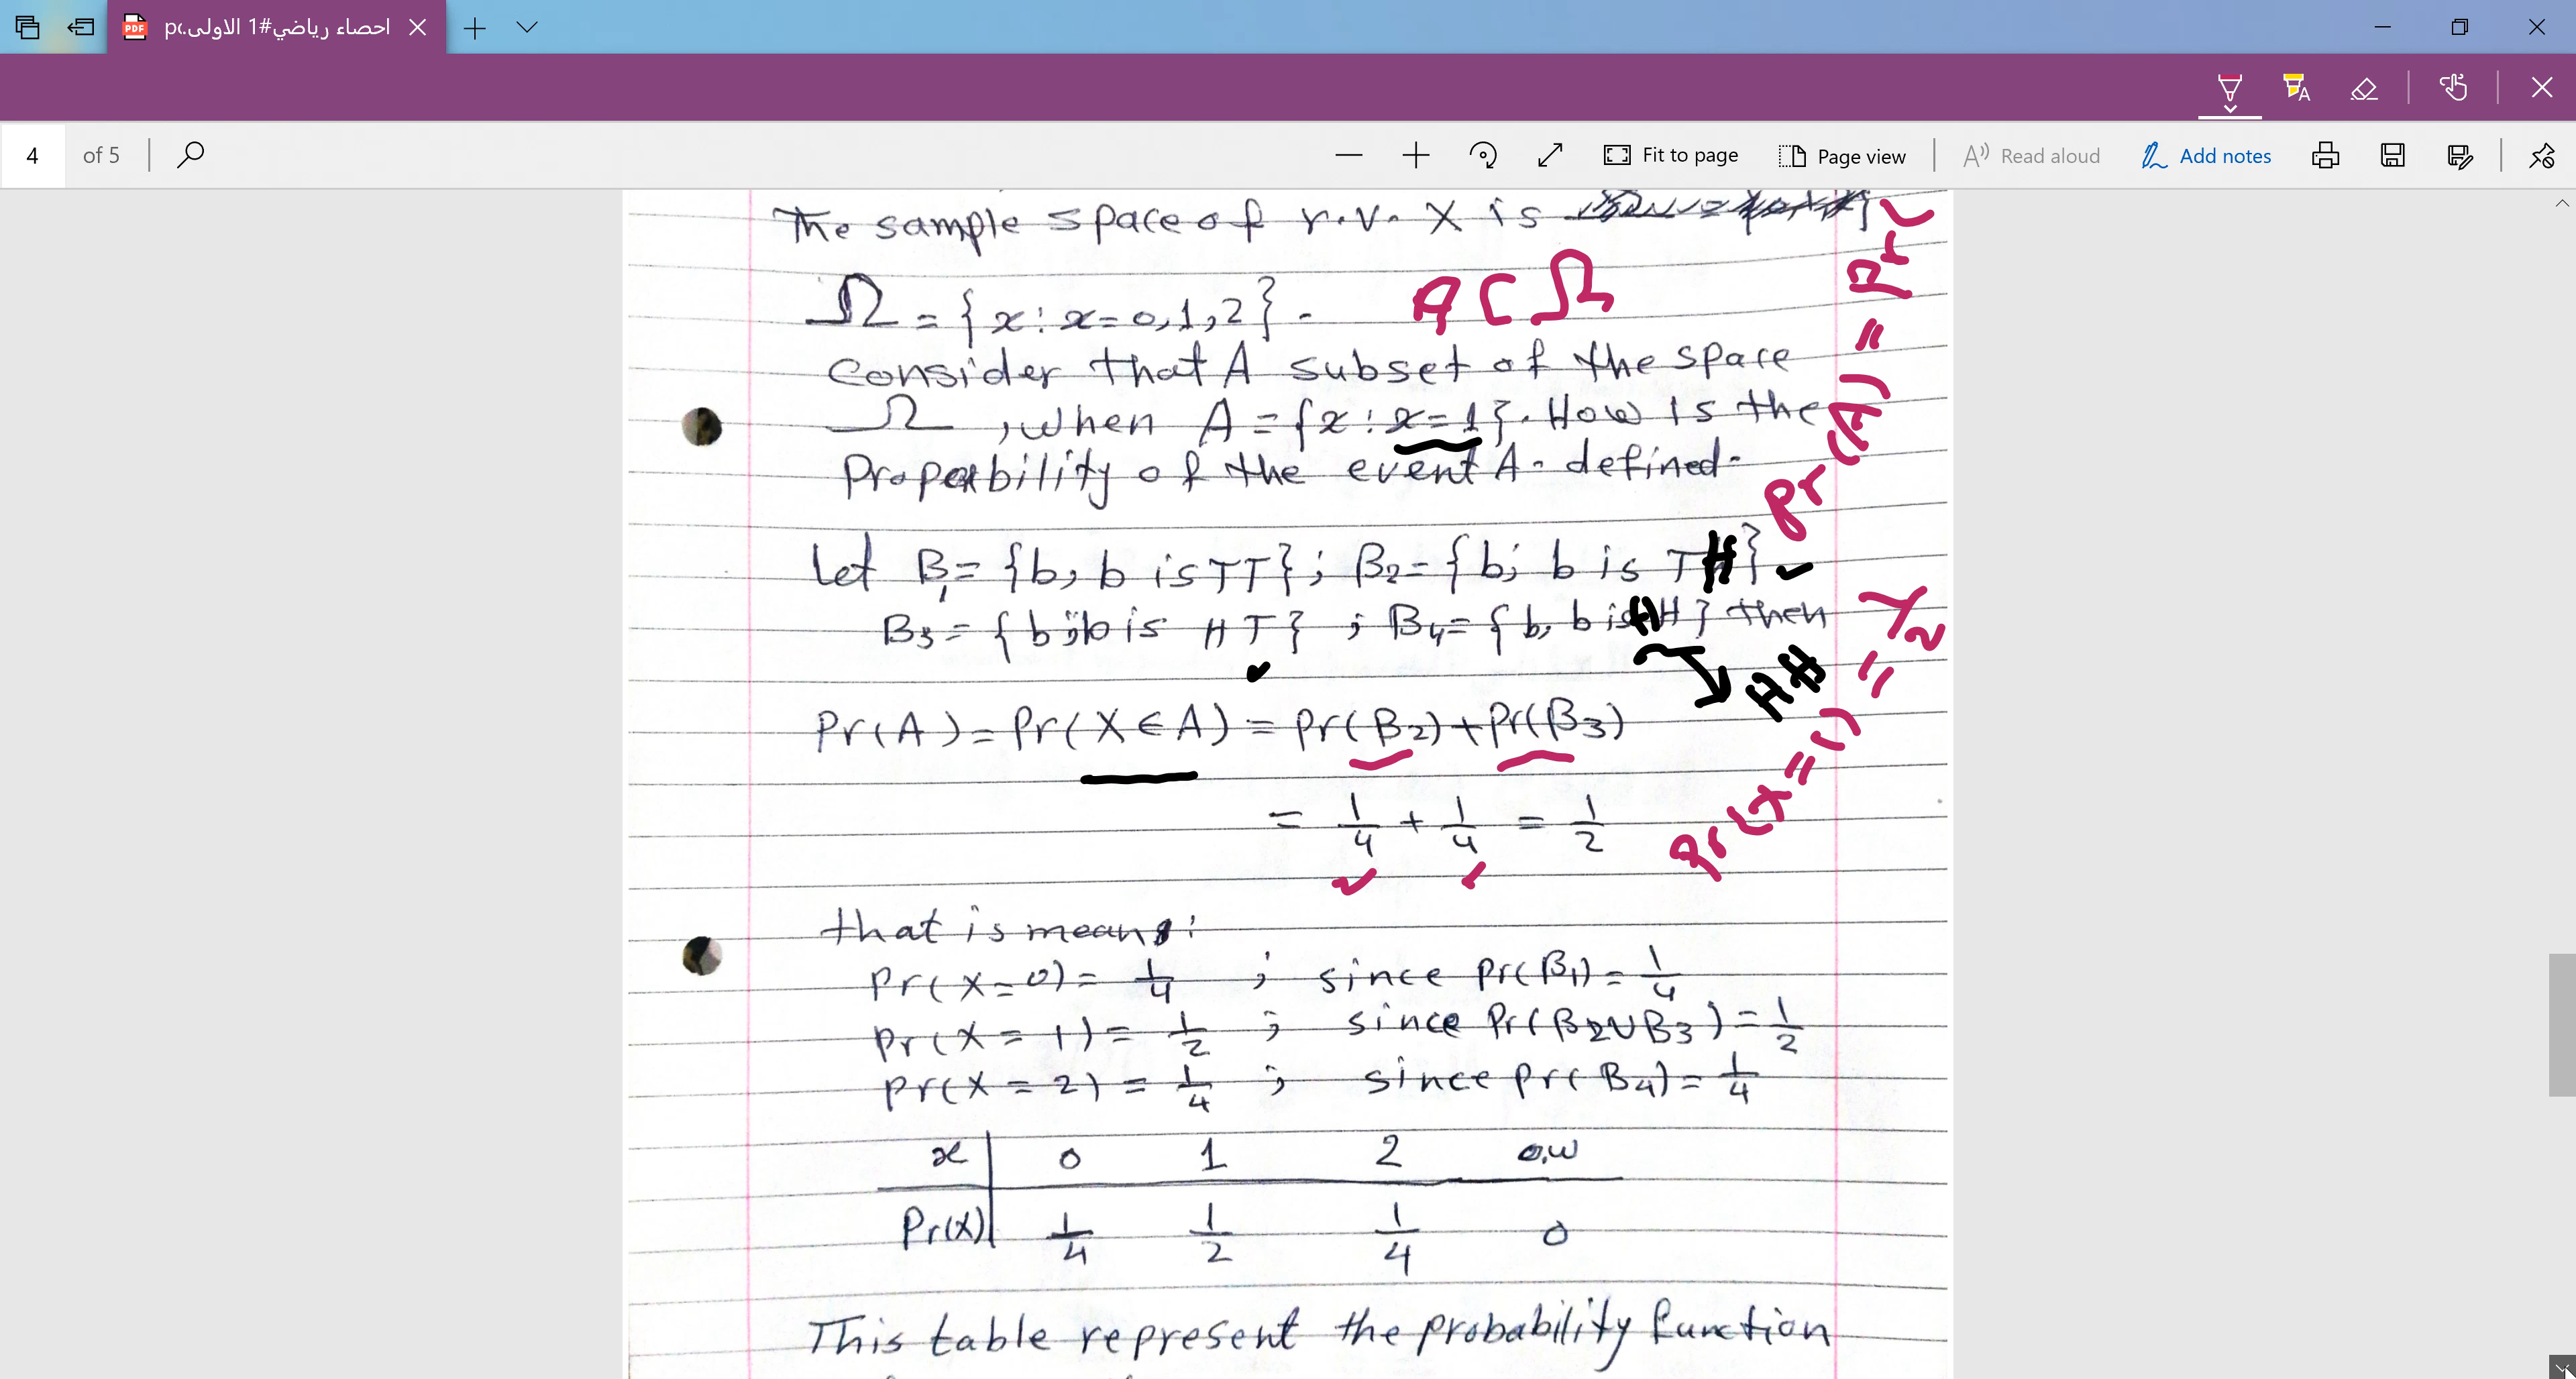 احصاء رياضي#1 الاولى.pc
4 of 5
Fit to page
Page view
Read aloud
Add notes
The sample space of r.v. X is
Ω = {x : x = 0, 1, 2} .
A ⊂ Ω
Consider that A subset of the space
Ω , when A = {x : x = 1}. How is the
Properbility of the event A. defined.
Let B1 = {b, b is TT} ; B2 = {b; b is TH}
B3 = {b; b is HT} ; B4 = {b, b is HH} then
HH
Pr(A) = Pr(X ∈ A) = Pr(B2) + Pr(B3)
= 1/4 + 1/4 = 1/2
Pr(A) = Pr
Pr(X=1) = 1/2
that is means:
Pr(X = 0) = 1/4 ; since Pr(B1) = 1/4
Pr(X = 1) = 1/2 ; since Pr(B2 ∪ B3) = 1/2
Pr(X = 2) = 1/4 ; since Pr(B4) = 1/4
x | 0 1 2 o.w
Pr(X) | 1/4 1/2 1/4 0
This table represent the probability function